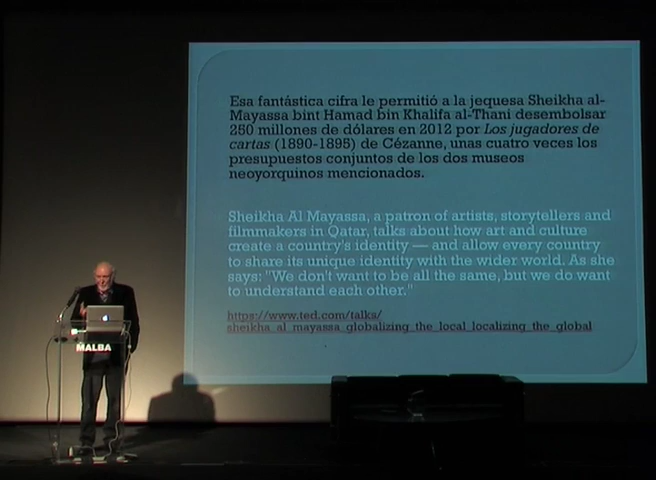 Esa fantástica cifra le permitió a la jequesa Sheikha al-
Mayassa bint Hamad bin Khalifa al-Thani desembolsar
250 millones de dólares en 2012 por Los jugadores de
cartas (1890-1895) de Cézanne, unas cuatro veces los
presupuestos conjuntos de los dos museos
neoyorquinos mencionados.
Sheikha Al Mayassa, a patron of artists, storytellers and
filmmakers in Qatar, talks about how art and culture
create a country's identity — and allow every country
to share its unique identity with the wider world. As she
says: "We don't want to be all the same, but we do want
to understand each other."
https://www.ted.com/talks/
sheikha_al_mayassa_globalizing_the_local_localizing_the_global
MALBA